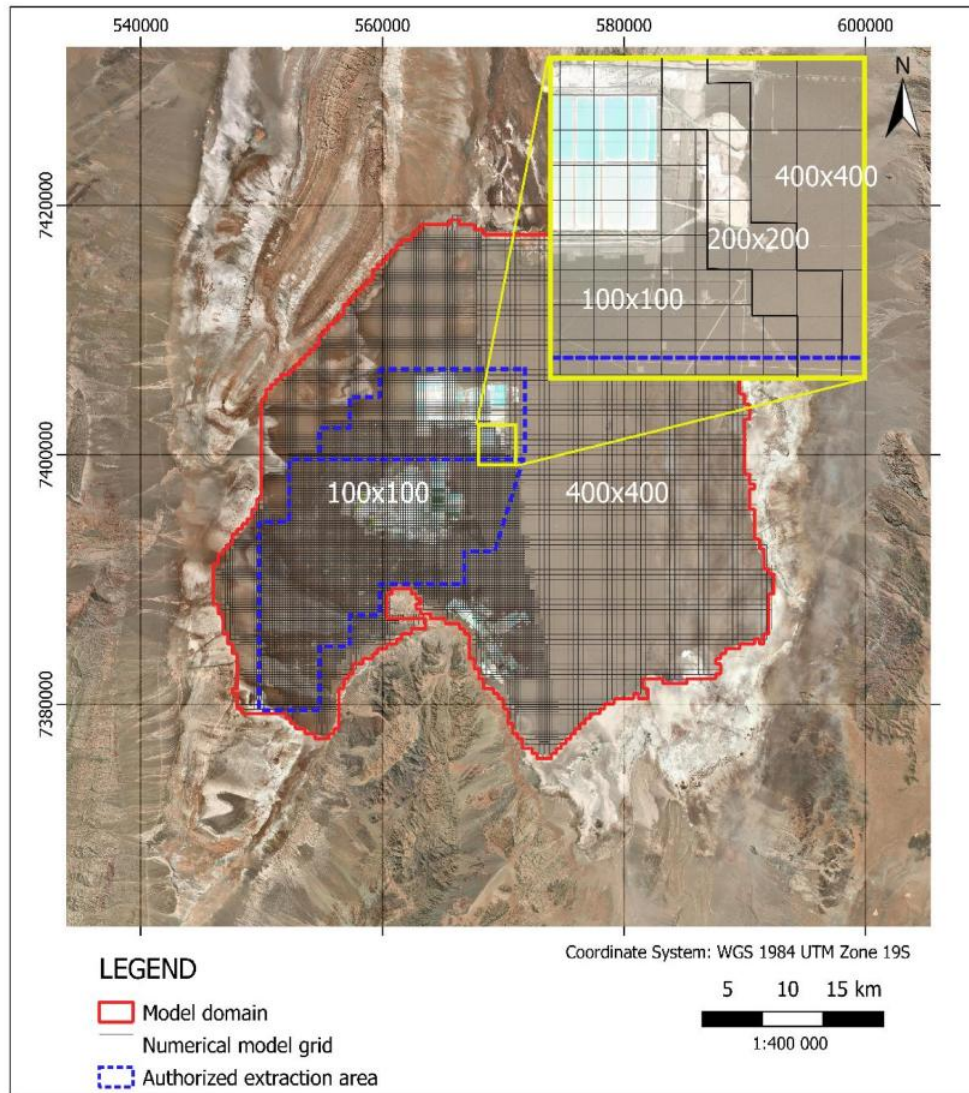 540000 560000 580000 600000
N
7420000
7400000
7380000
400x400
200x200
100x100
100x100
400x400
Coordinate System: WGS 1984 UTM Zone 19S
LEGEND
Model domain
Numerical model grid
Authorized extraction area
5 10 15 km
1:400 000